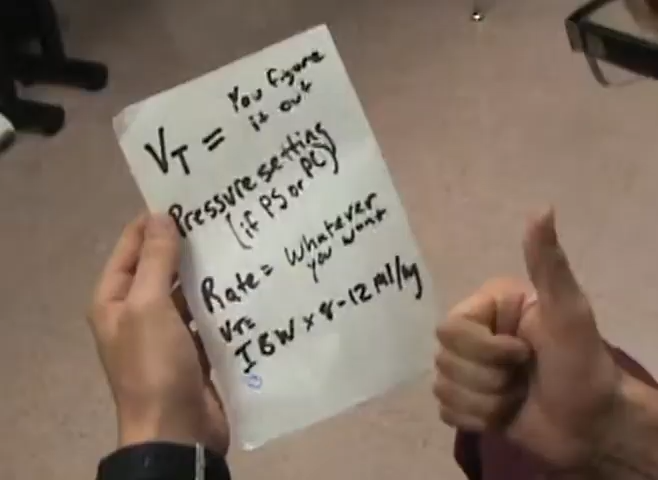 You figure
VT = it out
Pressure setting
(if PS or PC)
Rate = Whatever
you want
VT=
IBW x 8-12 ml/kg